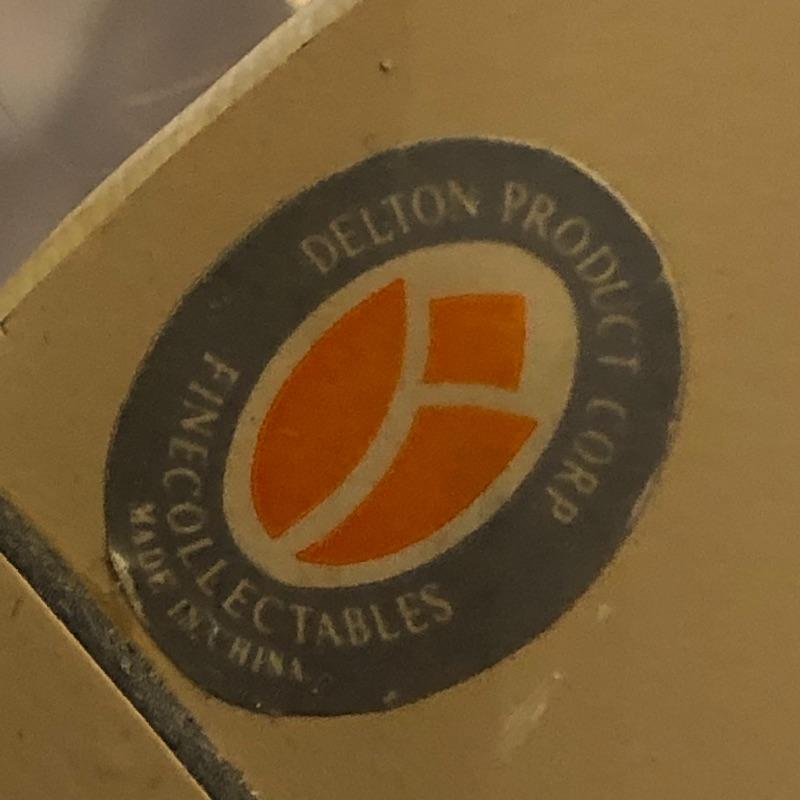 DELTON PRODUCT CORP
FINECOLLECTABLES
MADE IN CHINA